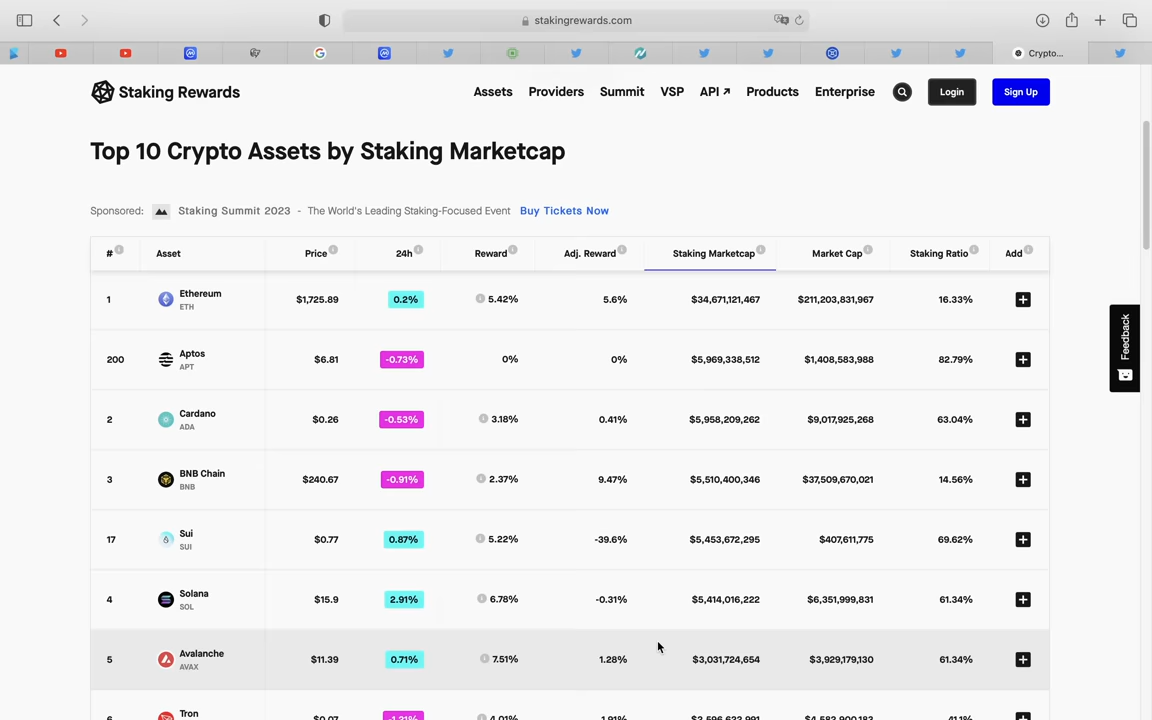 stakingrewards.com
Crypto...
Staking Rewards
Assets Providers Summit VSP API ↗ Products Enterprise Login Sign Up
Top 10 Crypto Assets by Staking Marketcap
Sponsored: Staking Summit 2023 - The World's Leading Staking-Focused Event Buy Tickets Now
# Asset Price 24h Reward Adj. Reward Staking Marketcap Market Cap Staking Ratio Add
1 Ethereum ETH $1,725.89 0.2% 5.42% 5.6% $34,671,121,467 $211,203,831,967 16.33%
200 Aptos APT $6.81 -0.73% 0% 0% $5,969,338,512 $1,408,583,988 82.79%
2 Cardano ADA $0.26 -0.53% 3.18% 0.41% $5,958,209,262 $9,017,925,268 63.04%
3 BNB Chain BNB $240.67 -0.91% 2.37% 9.47% $5,510,400,346 $37,509,670,021 14.56%
17 Sui SUI $0.77 0.87% 5.22% -39.6% $5,453,672,295 $407,611,775 69.62%
4 Solana SOL $15.9 2.91% 6.78% -0.31% $5,414,016,222 $6,351,999,831 61.34%
5 Avalanche AVAX $11.39 0.71% 7.51% 1.28% $3,031,724,654 $3,929,179,130 61.34%
Tron
Feedback